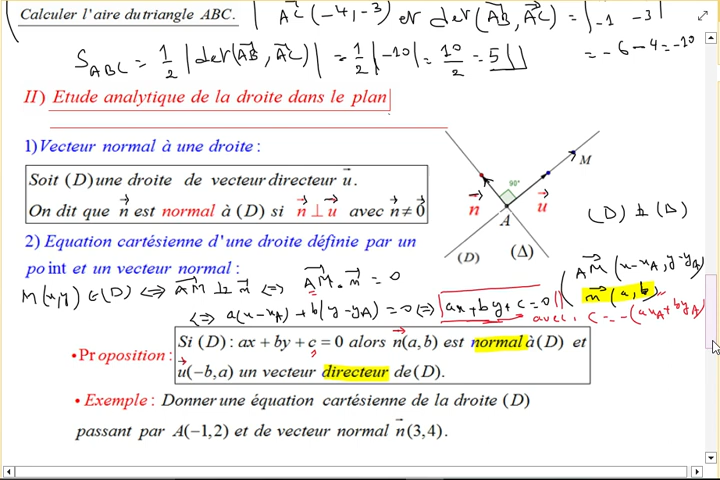 Calculer l'aire du triangle ABC. | AC(-4,-3) et det(AB, AC) = | -1 -3 |
S_ABC = 1/2 |det(AB, AC)| = 1/2 |-10| = 10/2 = 5 = -6-4 = -10
II) Etude analytique de la droite dans le plan
1) Vecteur normal à une droite :
Soit (D) une droite de vecteur directeur u.
On dit que n est normal à (D) si n ⊥ u avec n ≠ 0
90°
M
n
u
A
(D)
(Δ)
(D) ⊥ (Δ)
2) Equation cartésienne d'une droite définie par un
point et un vecteur normal :
AM(x-x_A, y-y_A)
n(a, b)
M(x,y) ∈ (D) ⇔ AM ⊥ n ⇔ AM . n = 0
⇔ a(x-x_A) + b(y-y_A) = 0 ⇔ ax+by+c=0
avec : c = -(ax_A+by_A)
• Proposition :
Si (D) : ax + by + c = 0 alors n(a, b) est normal à (D) et
u(-b, a) un vecteur directeur de (D).
• Exemple : Donner une équation cartésienne de la droite (D)
passant par A(-1,2) et de vecteur normal n(3,4).